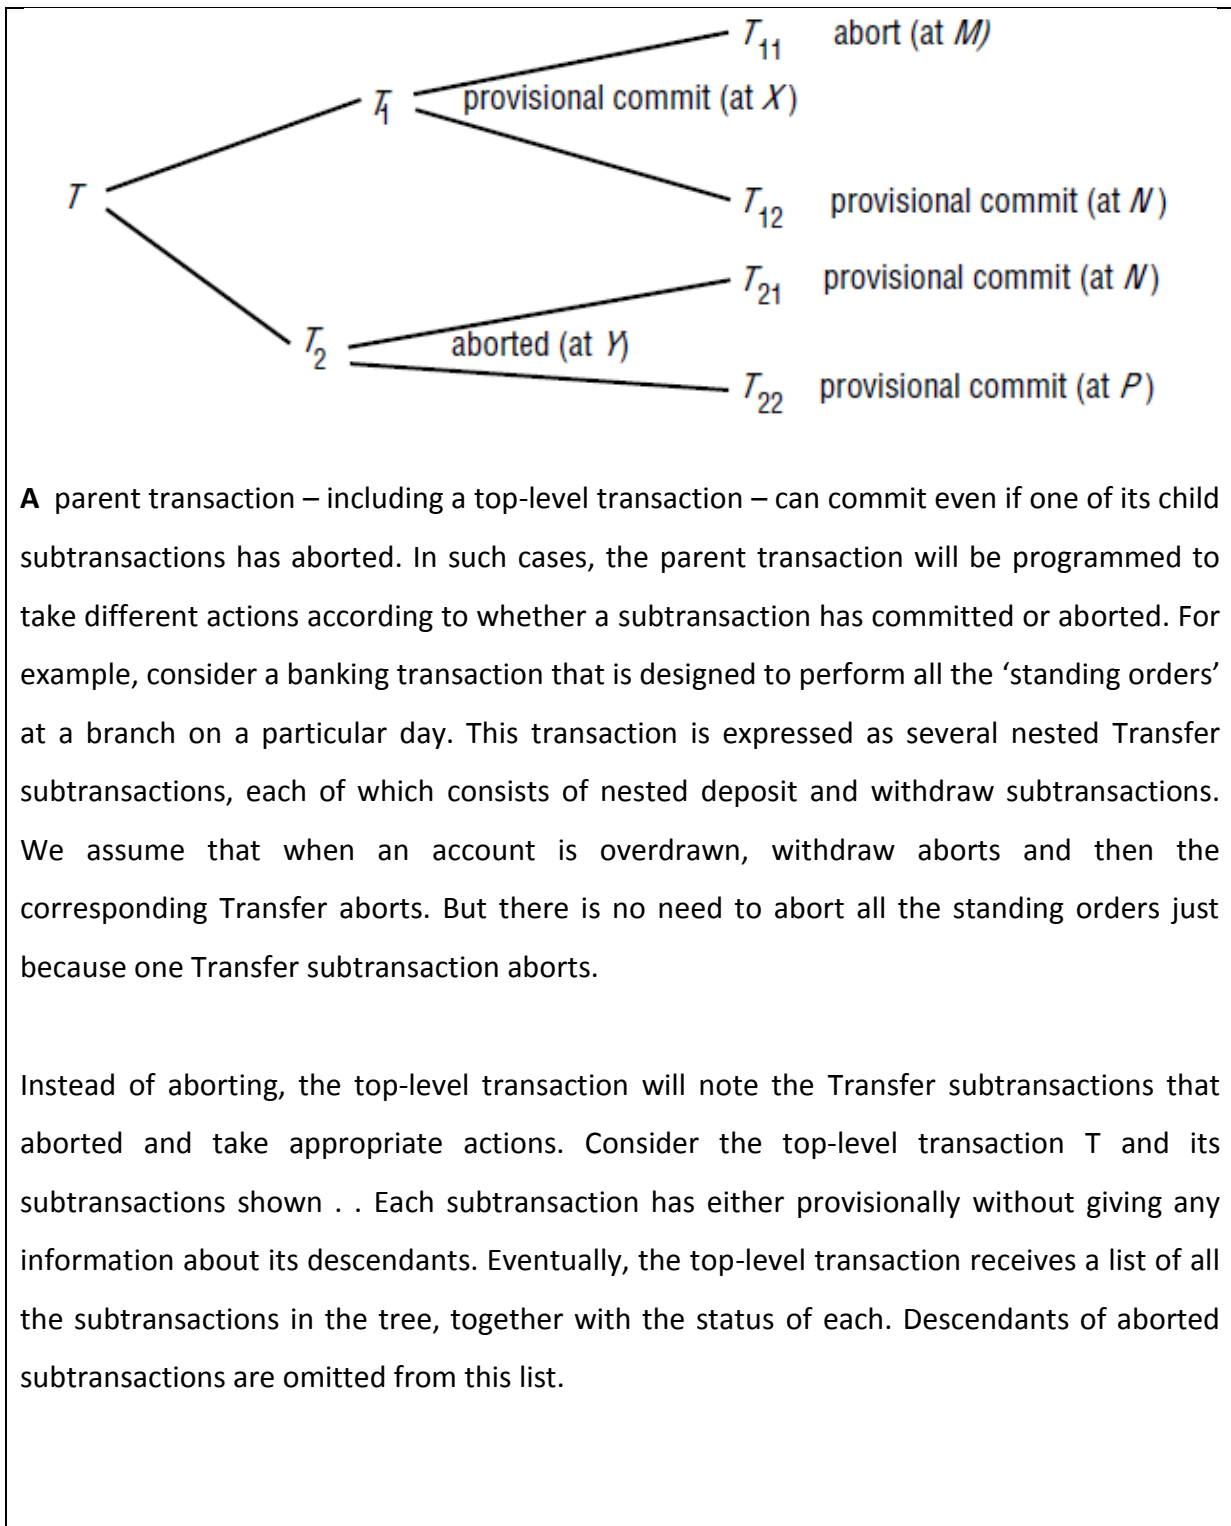 T₁₁ abort (at M)
T₁ provisional commit (at X)
T
T₁₂ provisional commit (at N)
T₂₁ provisional commit (at N)
T₂ aborted (at Y)
T₂₂ provisional commit (at P)
A parent transaction – including a top-level transaction – can commit even if one of its child
subtransactions has aborted. In such cases, the parent transaction will be programmed to
take different actions according to whether a subtransaction has committed or aborted. For
example, consider a banking transaction that is designed to perform all the ‘standing orders’
at a branch on a particular day. This transaction is expressed as several nested Transfer
subtransactions, each of which consists of nested deposit and withdraw subtransactions.
We assume that when an account is overdrawn, withdraw aborts and then the
corresponding Transfer aborts. But there is no need to abort all the standing orders just
because one Transfer subtransaction aborts.
Instead of aborting, the top-level transaction will note the Transfer subtransactions that
aborted and take appropriate actions. Consider the top-level transaction T and its
subtransactions shown . . Each subtransaction has either provisionally without giving any
information about its descendants. Eventually, the top-level transaction receives a list of all
the subtransactions in the tree, together with the status of each. Descendants of aborted
subtransactions are omitted from this list.